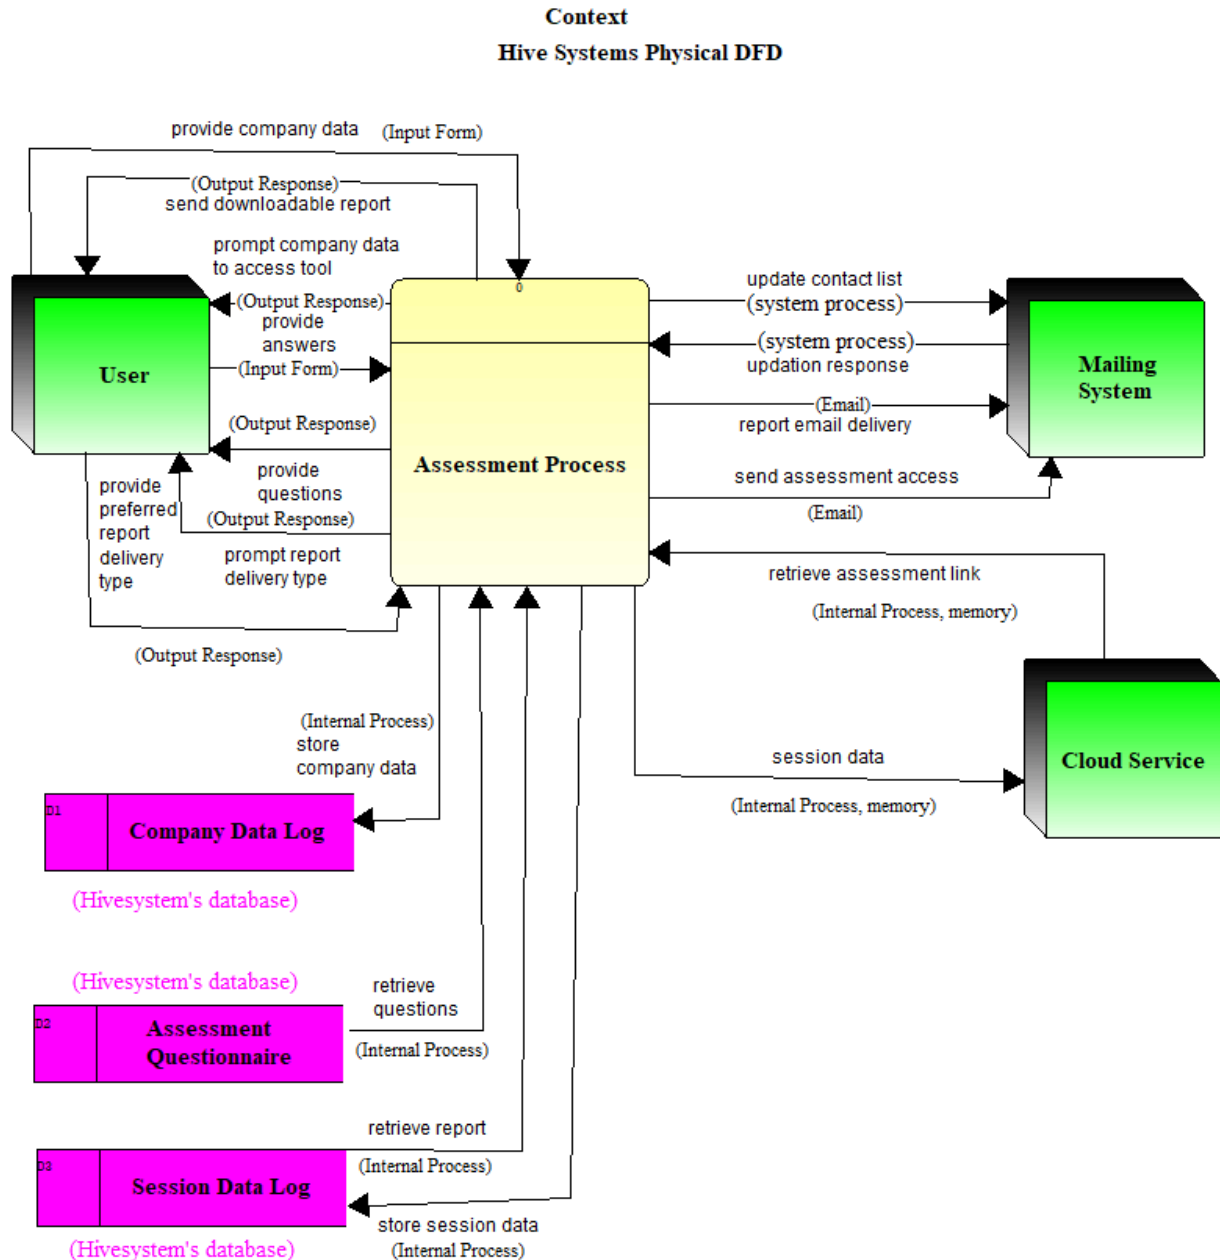 Context
Hive Systems Physical DFD
provide company data
(Input Form)
(Output Response)
send downloadable report
prompt company data
to access tool
(Output Response)
provide
answers
(Input Form)
User
(Output Response)
provide
questions
(Output Response)
prompt report
delivery type
provide
preferred
report
delivery
type
(Output Response)
0
Assessment Process
update contact list
(system process)
(system process)
updation response
(Email)
report email delivery
send assessment access
(Email)
Mailing
System
retrieve assessment link
(Internal Process, memory)
session data
(Internal Process, memory)
Cloud Service
(Internal Process)
store
company data
D1
Company Data Log
(Hivesystem's database)
(Hivesystem's database)
D2
Assessment
Questionnaire
retrieve
questions
(Internal Process)
retrieve report
(Internal Process)
D3
Session Data Log
store session data
(Internal Process)
(Hivesystem's database)